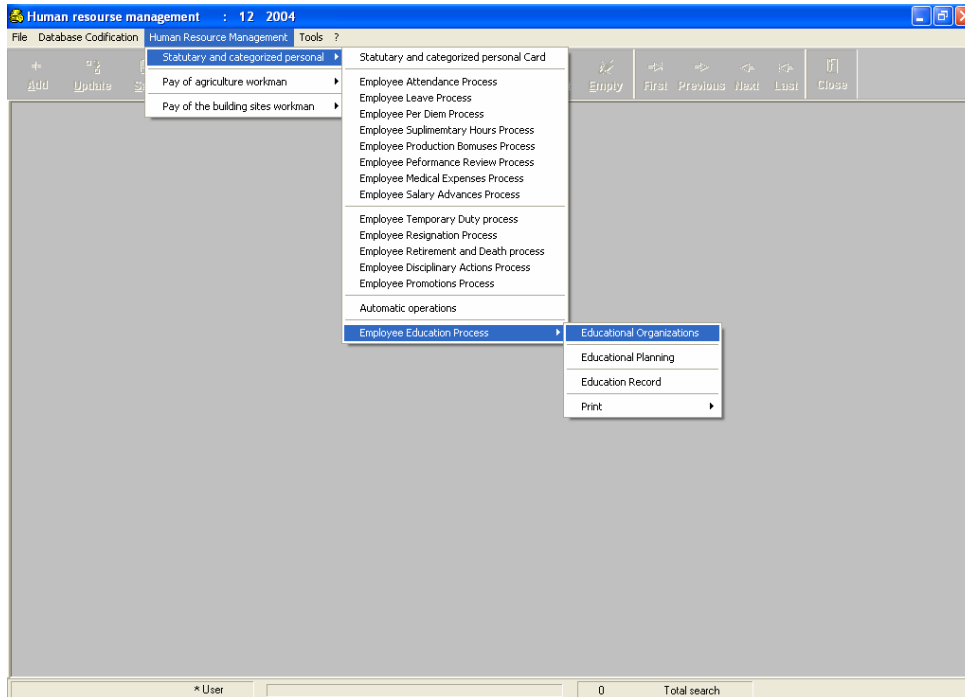 Human resourse management : 12 2004
File Database Codification Human Resource Management Tools ?
Add Update Empty First Previous Next Last Close
Statutary and categorized personal
Pay of agriculture workman
Pay of the building sites workman
Statutary and categorized personal Card
Employee Attendance Process
Employee Leave Process
Employee Per Diem Process
Employee Suplimemtary Hours Process
Employee Production Bomuses Process
Employee Peformance Review Process
Employee Medical Expenses Process
Employee Salary Advances Process
Employee Temporary Duty process
Employee Resignation Process
Employee Retirement and Death process
Employee Disciplinary Actions Process
Employee Promotions Process
Automatic operations
Employee Education Process
Educational Organizations
Educational Planning
Education Record
Print
* User 0 Total search